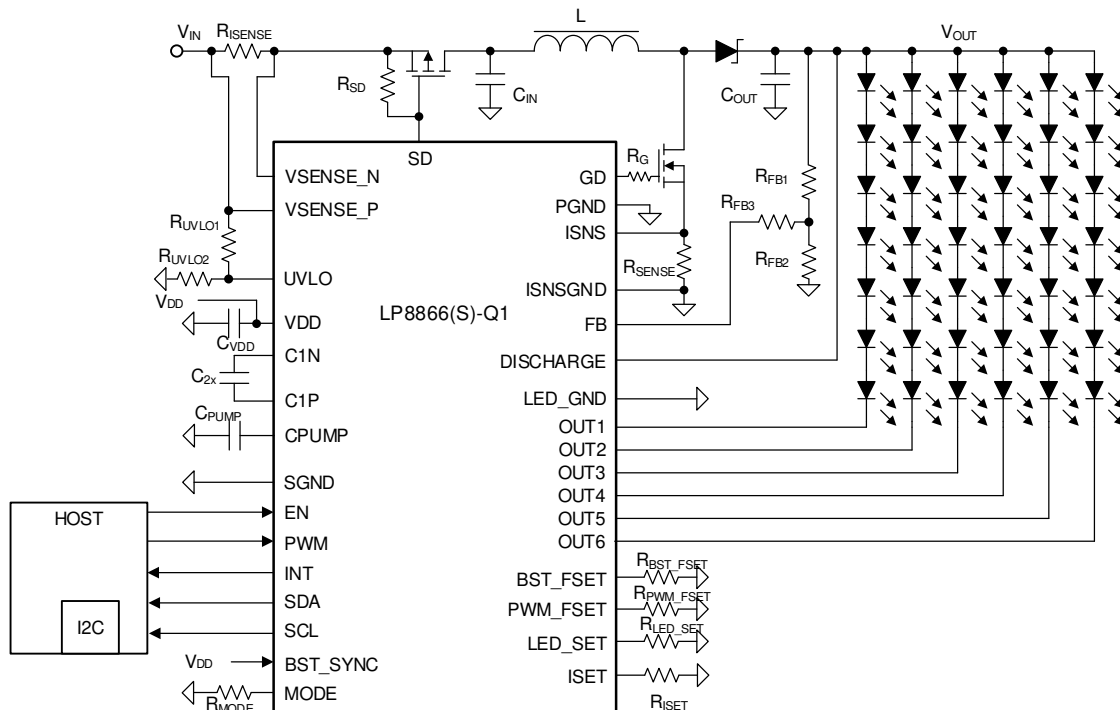 VIN
RISENSE
L
VOUT
RSD
CIN
COUT
SD
RG
GD
RFB1
VSENSE_N
PGND
RFB3
VSENSE_P
ISNS
RUVLO1
RSENSE
RFB2
RUVLO2
UVLO
ISNSGND
VDD
LP8866(S)-Q1
VDD
FB
CVDD
C1N
DISCHARGE
C2x
C1P
LED_GND
CPUMP
CPUMP
OUT1
OUT2
OUT3
SGND
OUT4
HOST
EN
OUT5
PWM
OUT6
INT
BST_FSET
RBST_FSET
SDA
PWM_FSET
RPWM_FSET
I2C
SCL
LED_SET
RLED_SET
VDD
BST_SYNC
ISET
MODE
RMODE
RISET